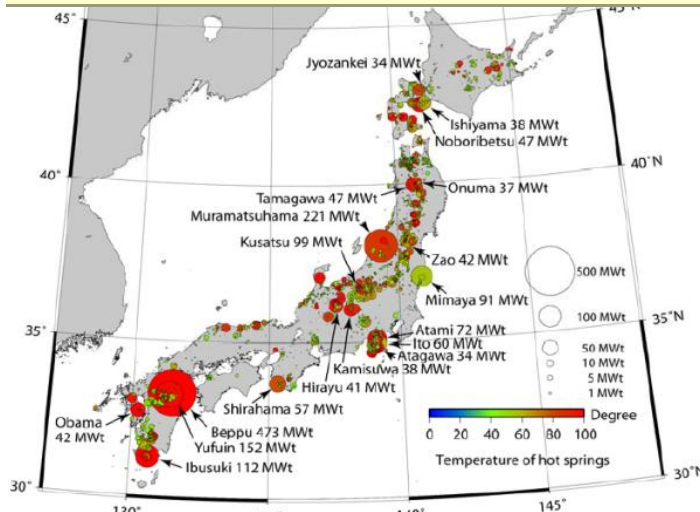 45°
45°N
Jyozankei 34 MWt
Ishiyama 38 MWt
Noboribetsu 47 MWt
40°
40°N
Tamagawa 47 MWt
Onuma 37 MWt
Muramatsuhama 221 MWt
Kusatsu 99 MWt
Zao 42 MWt
500 MWt
Mimaya 91 MWt
100 MWt
35°
35°N
Atami 72 MWt
Ito 60 MWt
Atagawa 34 MWt
50 MWt
10 MWt
5 MWt
1 MWt
Kamisuwa 38 MWt
Hirayu 41 MWt
Shirahama 57 MWt
Obama
42 MWt
Beppu 473 MWt
Yufuin 152 MWt
Ibusuki 112 MWt
Degree
0 20 40 60 80 100
Temperature of hot springs
30°
30°N
130°
140°
145°